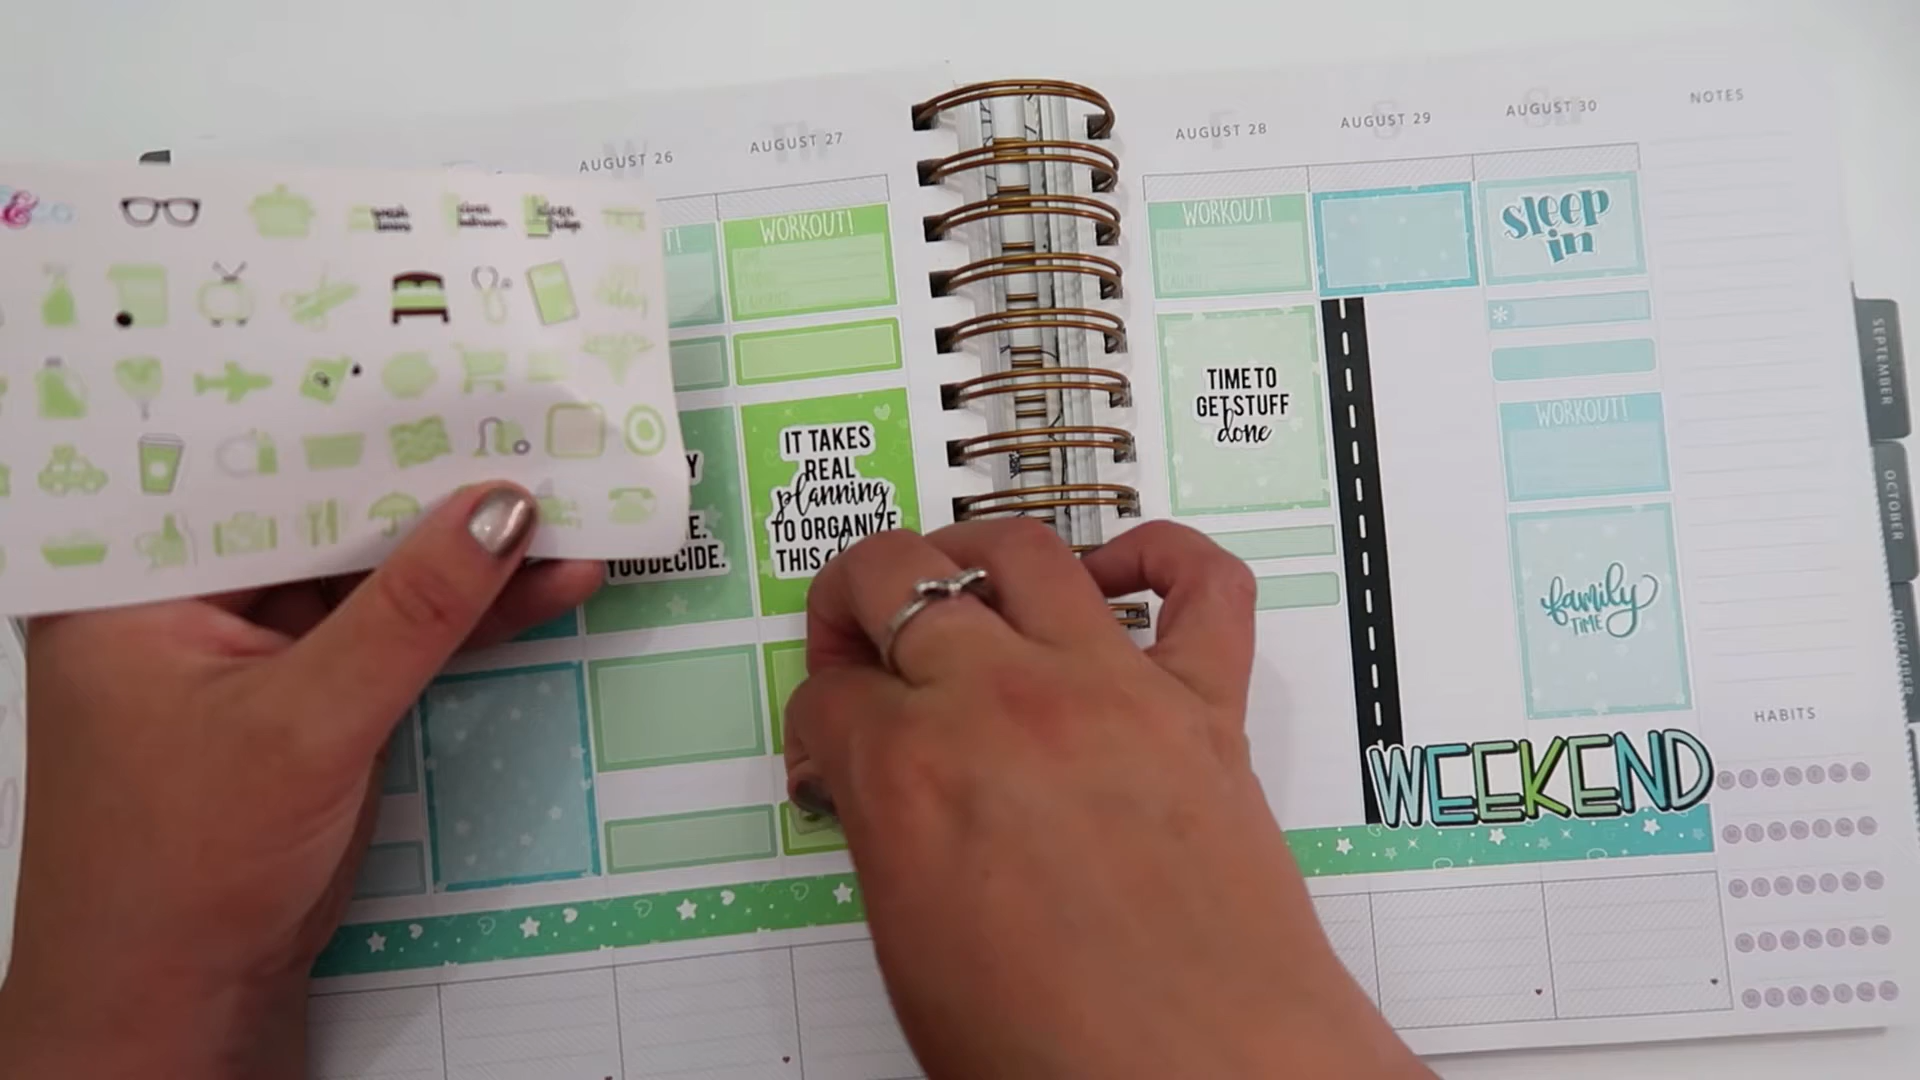 AUGUST 26
AUGUST 27
AUGUST 28
AUGUST 29
AUGUST 30
NOTES
&
WORKOUT!
IT TAKES
REAL
planning
TO ORGANIZE
THIS
YOU DECIDE.
WORKOUT!
TIME TO
GET STUFF
done
sleep
in
*
WORKOUT!
family
TIME
WEEKEND
HABITS
SEPTEMBER
OCTOBER
NOVEMBER